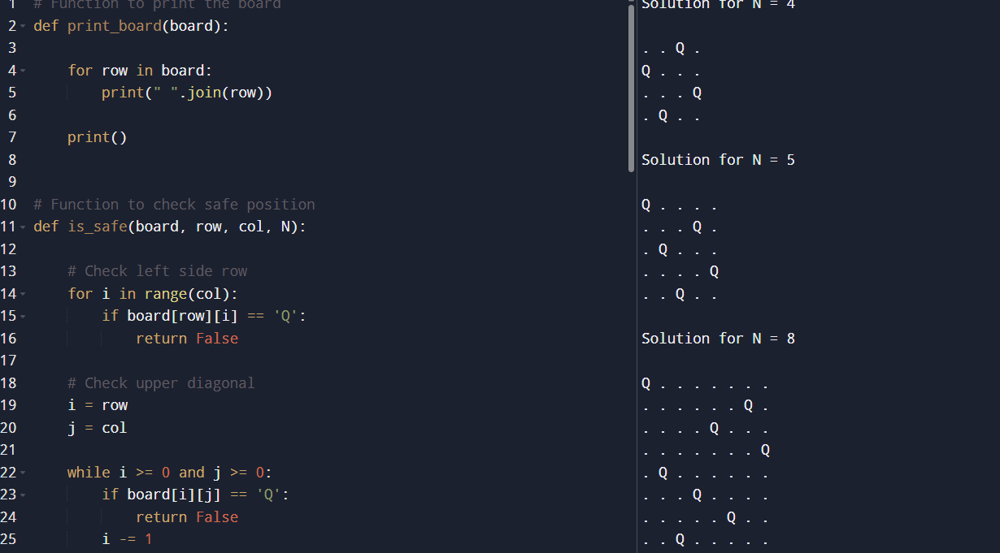 1 # Function to print the board
2 def print_board(board):
3
4 for row in board:
5 print(" ".join(row))
6
7 print()
8
9
10 # Function to check safe position
11 def is_safe(board, row, col, N):
12
13 # Check left side row
14 for i in range(col):
15 if board[row][i] == 'Q':
16 return False
17
18 # Check upper diagonal
19 i = row
20 j = col
21
22 while i >= 0 and j >= 0:
23 if board[i][j] == 'Q':
24 return False
25 i -= 1
Solution for N = 4
. . Q .
Q . . .
. . . Q
. Q . .
Solution for N = 5
Q . . . .
. . . Q .
. Q . . .
. . . . Q
. . Q . .
Solution for N = 8
Q . . . . . . .
. . . . . . Q .
. . . . Q . . .
. . . . . . . Q
. Q . . . . . .
. . . Q . . . .
. . . . . Q . .
. . Q . . . . .